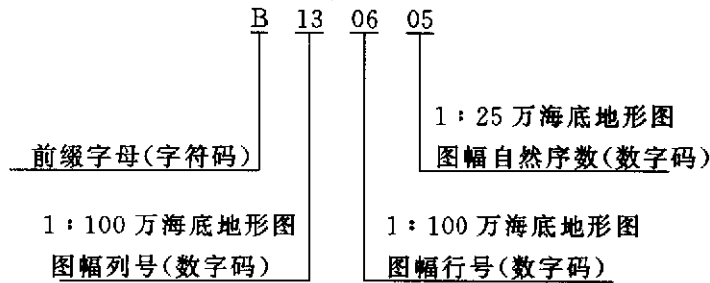 B 13 06 05
1:25 万海底地形图
前缀字母(字符码)
图幅自然序数(数字码)
1:100 万海底地形图
图幅列号(数字码)
1:100 万海底地形图
图幅行号(数字码)